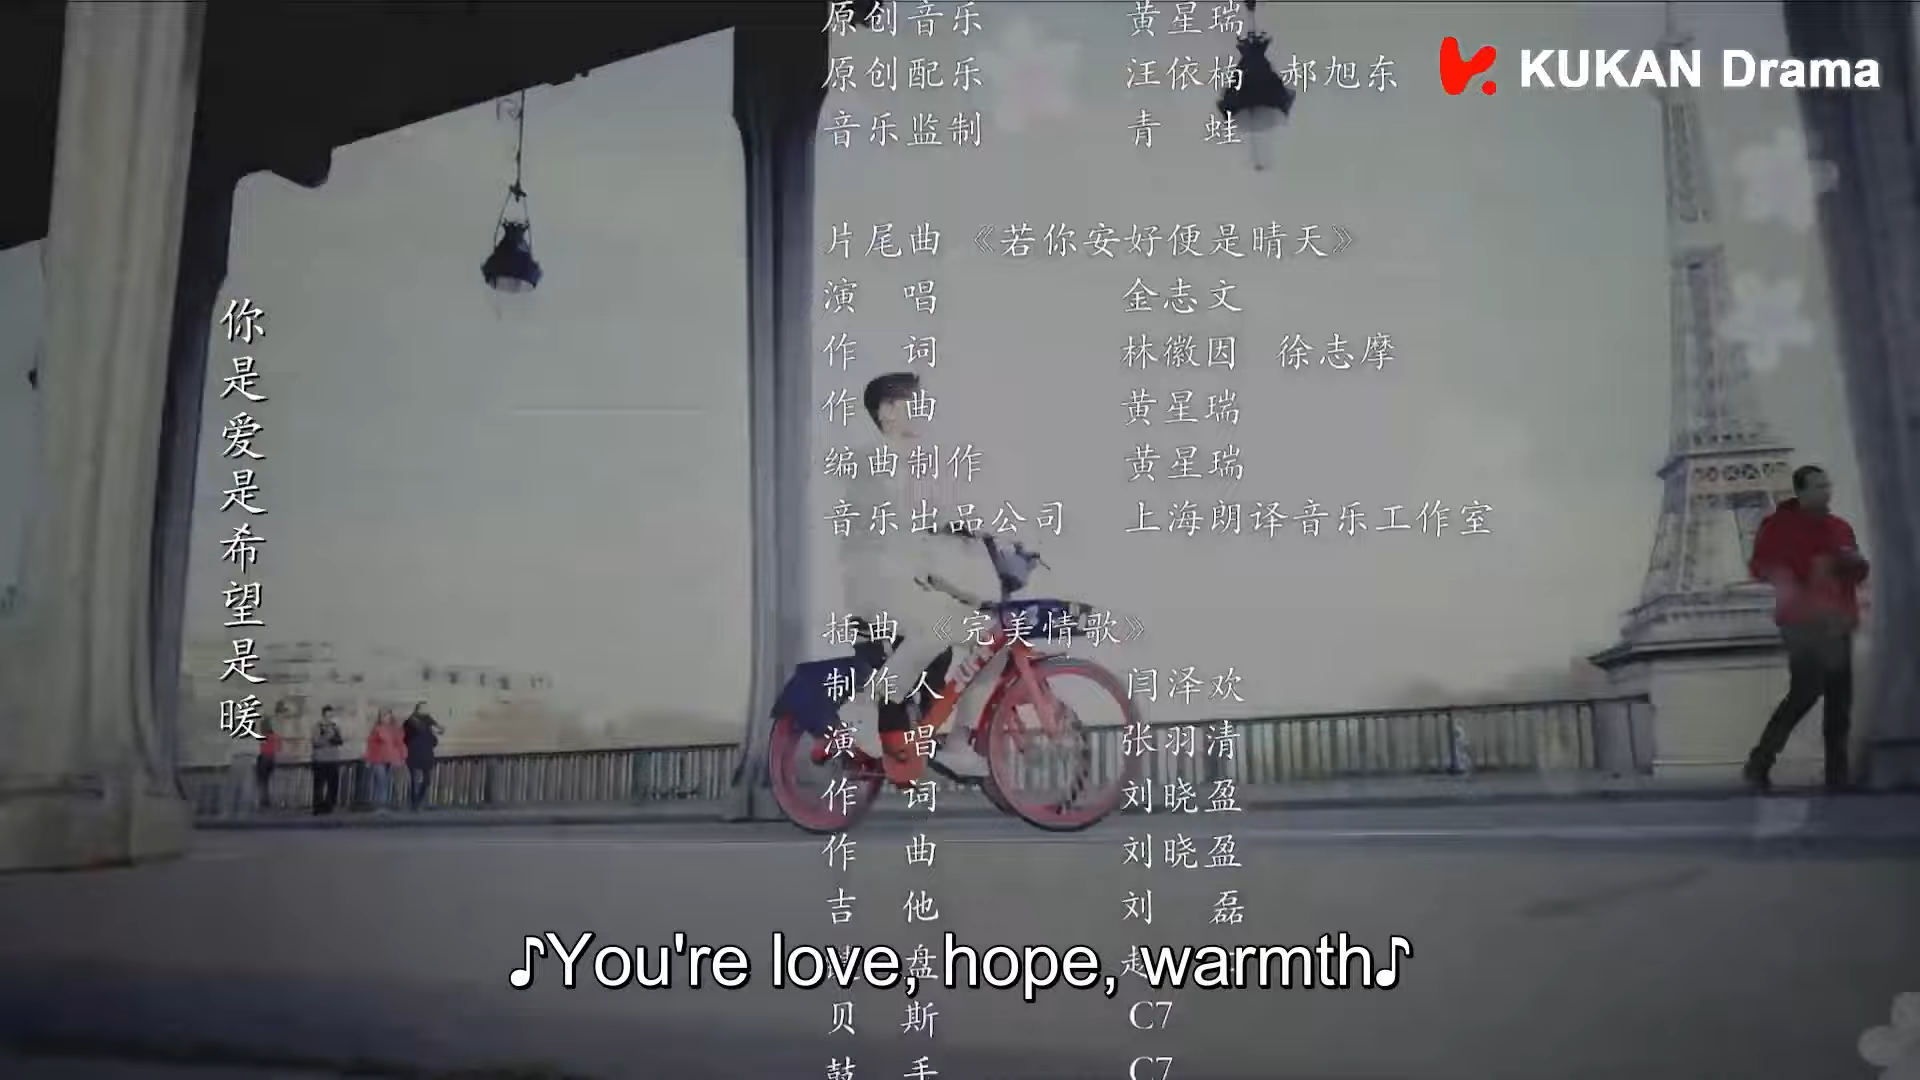 原创音乐 黄星瑞
KUKAN Drama
原创配乐 汪依楠 郝旭东
音乐监制 青蛙
片尾曲《若你安好便是晴天》
演唱 金志文
作词 林徽因 徐志摩
作曲 黄星瑞
编曲制作 黄星瑞
音乐出品公司 上海朗译音乐工作室
你是爱是希望是暖
插曲《完美情歌》
制作人 闫泽欢
演唱 张羽清
作词 刘晓盈
作曲 刘晓盈
吉他 刘磊
盘
♪You're love, hope, warmth♪
贝斯 C7
鼓手 C7